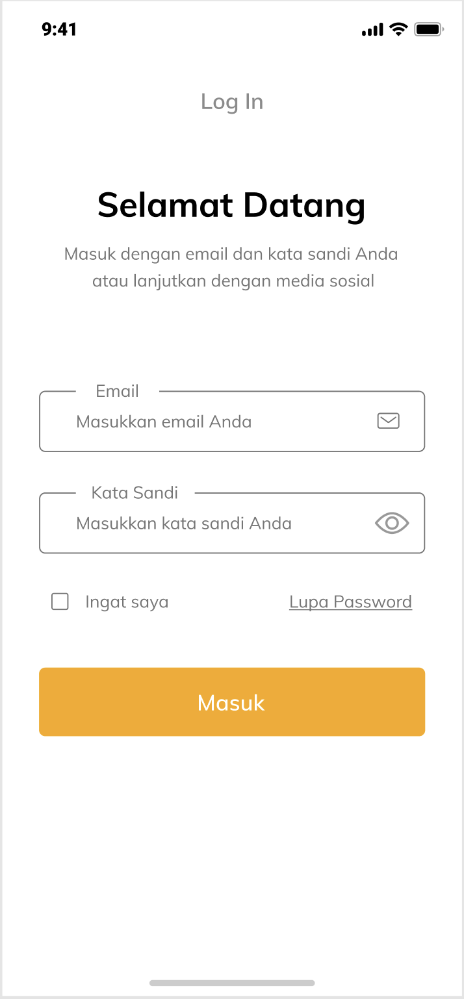 9:41
Log In
Selamat Datang
Masuk dengan email dan kata sandi Anda
atau lanjutkan dengan media sosial
Email
Masukkan email Anda
Kata Sandi
Masukkan kata sandi Anda
Ingat saya
Lupa Password
Masuk